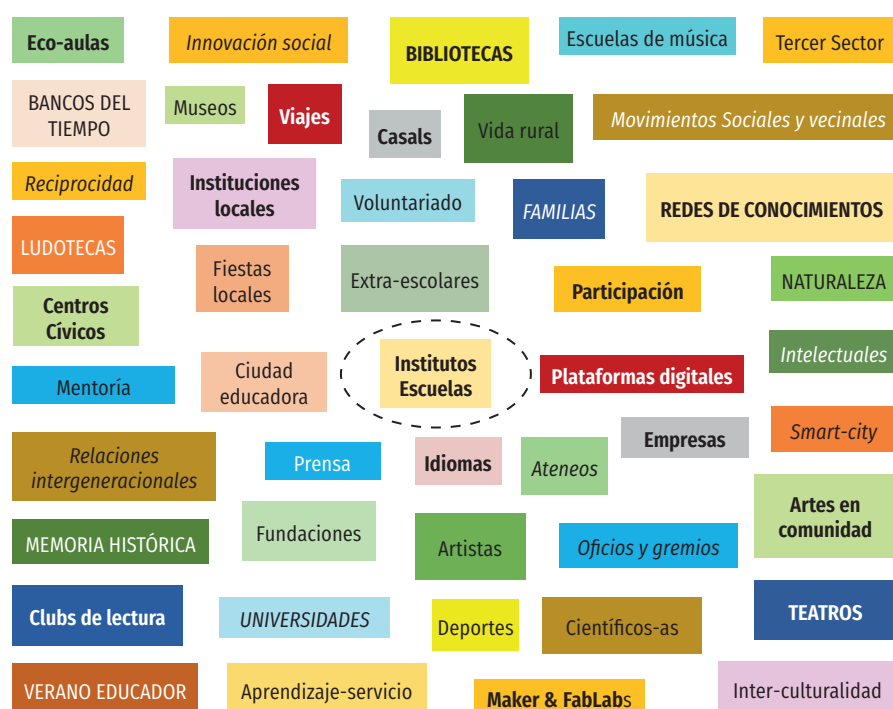 Eco-aulas
Innovación social
BIBLIOTECAS
Escuelas de música
Tercer Sector
BANCOS DEL
TIEMPO
Museos
Viajes
Casals
Vida rural
Movimientos Sociales y vecinales
Reciprocidad
Instituciones
locales
Voluntariado
FAMILIAS
REDES DE CONOCIMIENTOS
LUDOTECAS
Fiestas
locales
Extra-escolares
Participación
NATURALEZA
Centros
Cívicos
Mentoría
Ciudad
educadora
Institutos
Escuelas
Plataformas digitales
Intelectuales
Relaciones
intergeneracionales
Prensa
Idiomas
Ateneos
Empresas
Smart-city
MEMORIA HISTÓRICA
Fundaciones
Artistas
Oficios y gremios
Artes en
comunidad
Clubs de lectura
UNIVERSIDADES
Deportes
Científicos-as
TEATROS
VERANO EDUCADOR
Aprendizaje-servicio
Maker & FabLabs
Inter-culturalidad